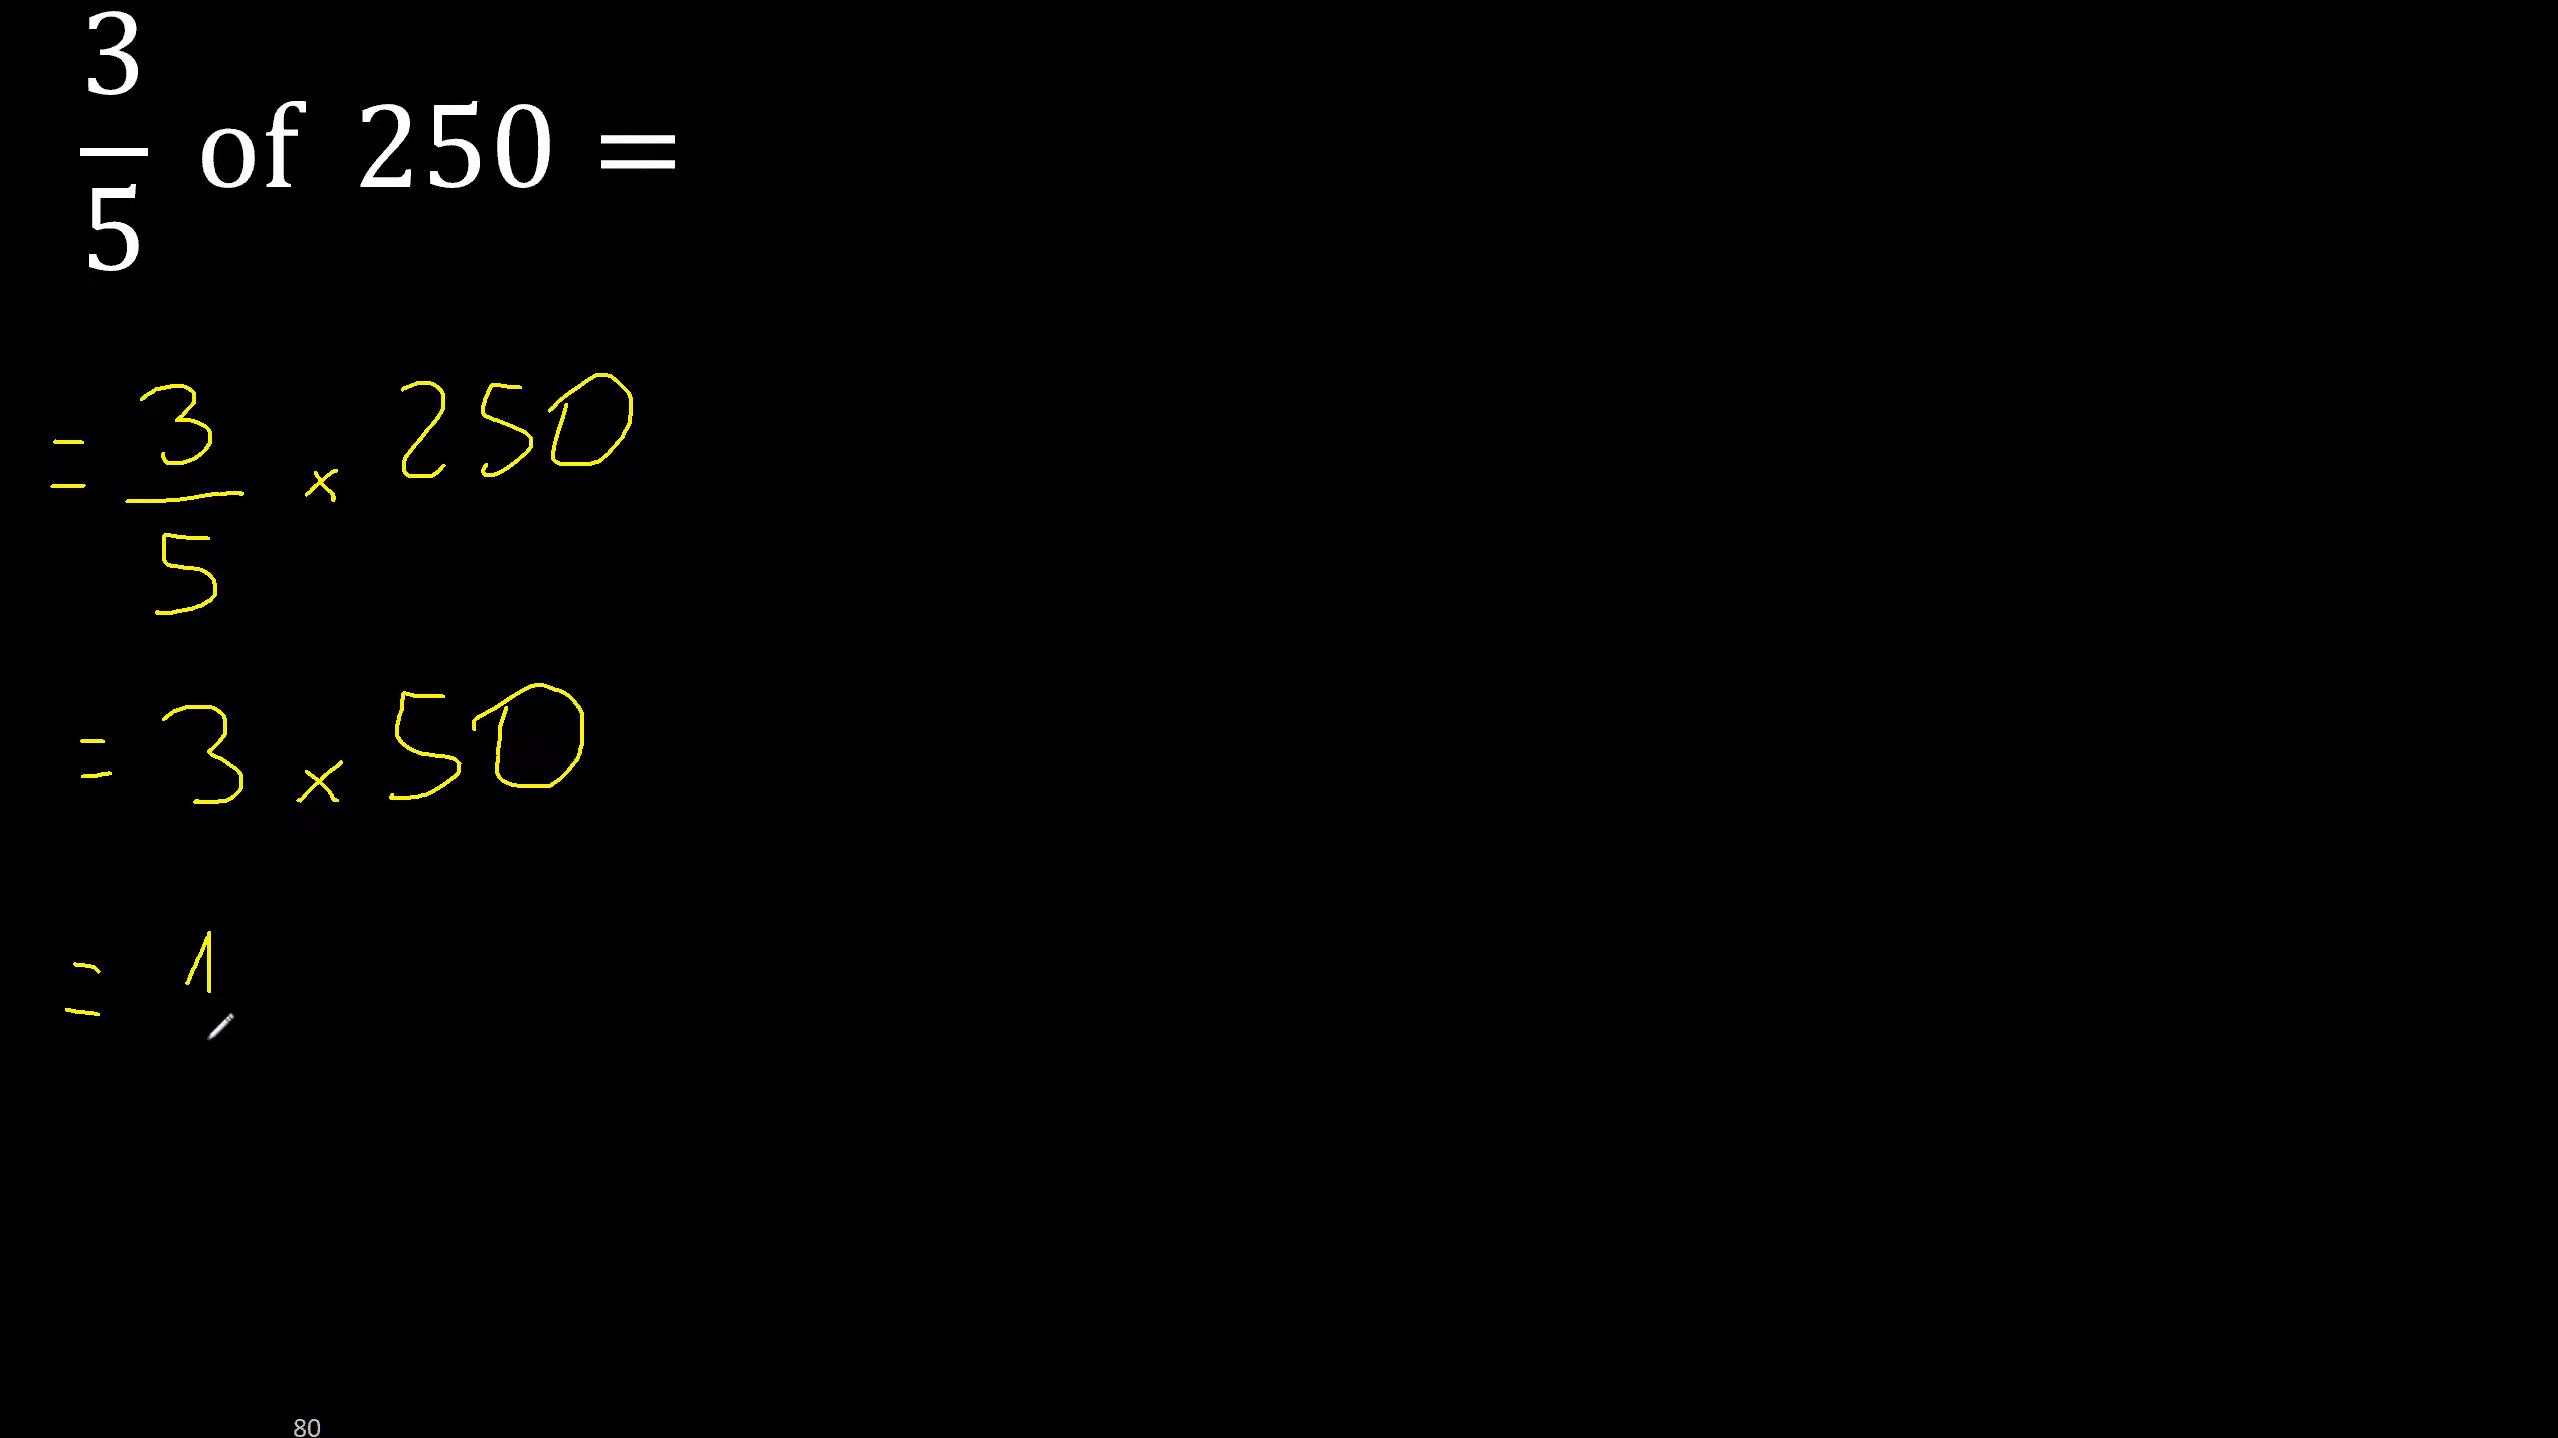 3/5 of 250 =
= 3/5 × 250
= 3 × 50
= 1
80